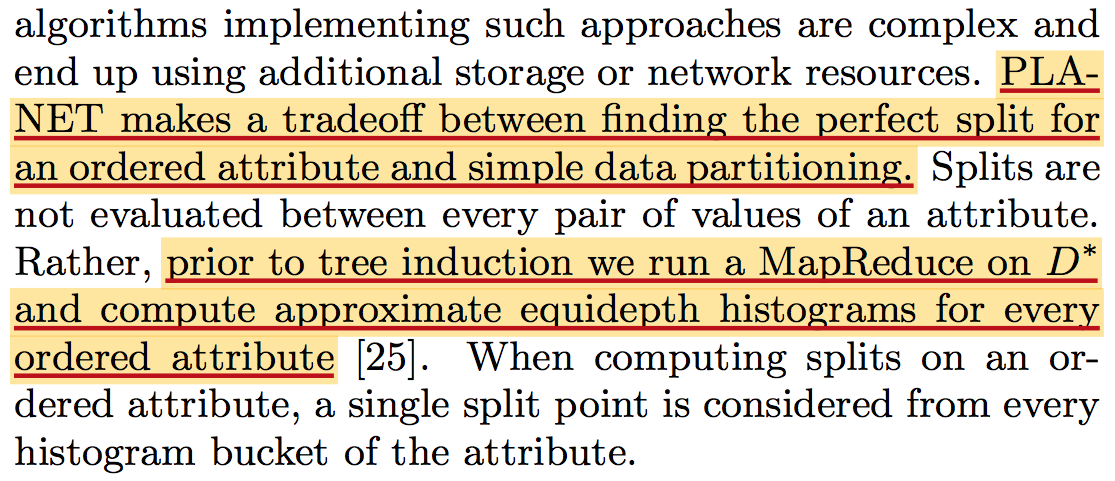 algorithms implementing such approaches are complex and
end up using additional storage or network resources. PLA-
NET makes a tradeoff between finding the perfect split for
an ordered attribute and simple data partitioning. Splits are
not evaluated between every pair of values of an attribute.
Rather, prior to tree induction we run a MapReduce on D*
and compute approximate equidepth histograms for every
ordered attribute [25]. When computing splits on an or-
dered attribute, a single split point is considered from every
histogram bucket of the attribute.